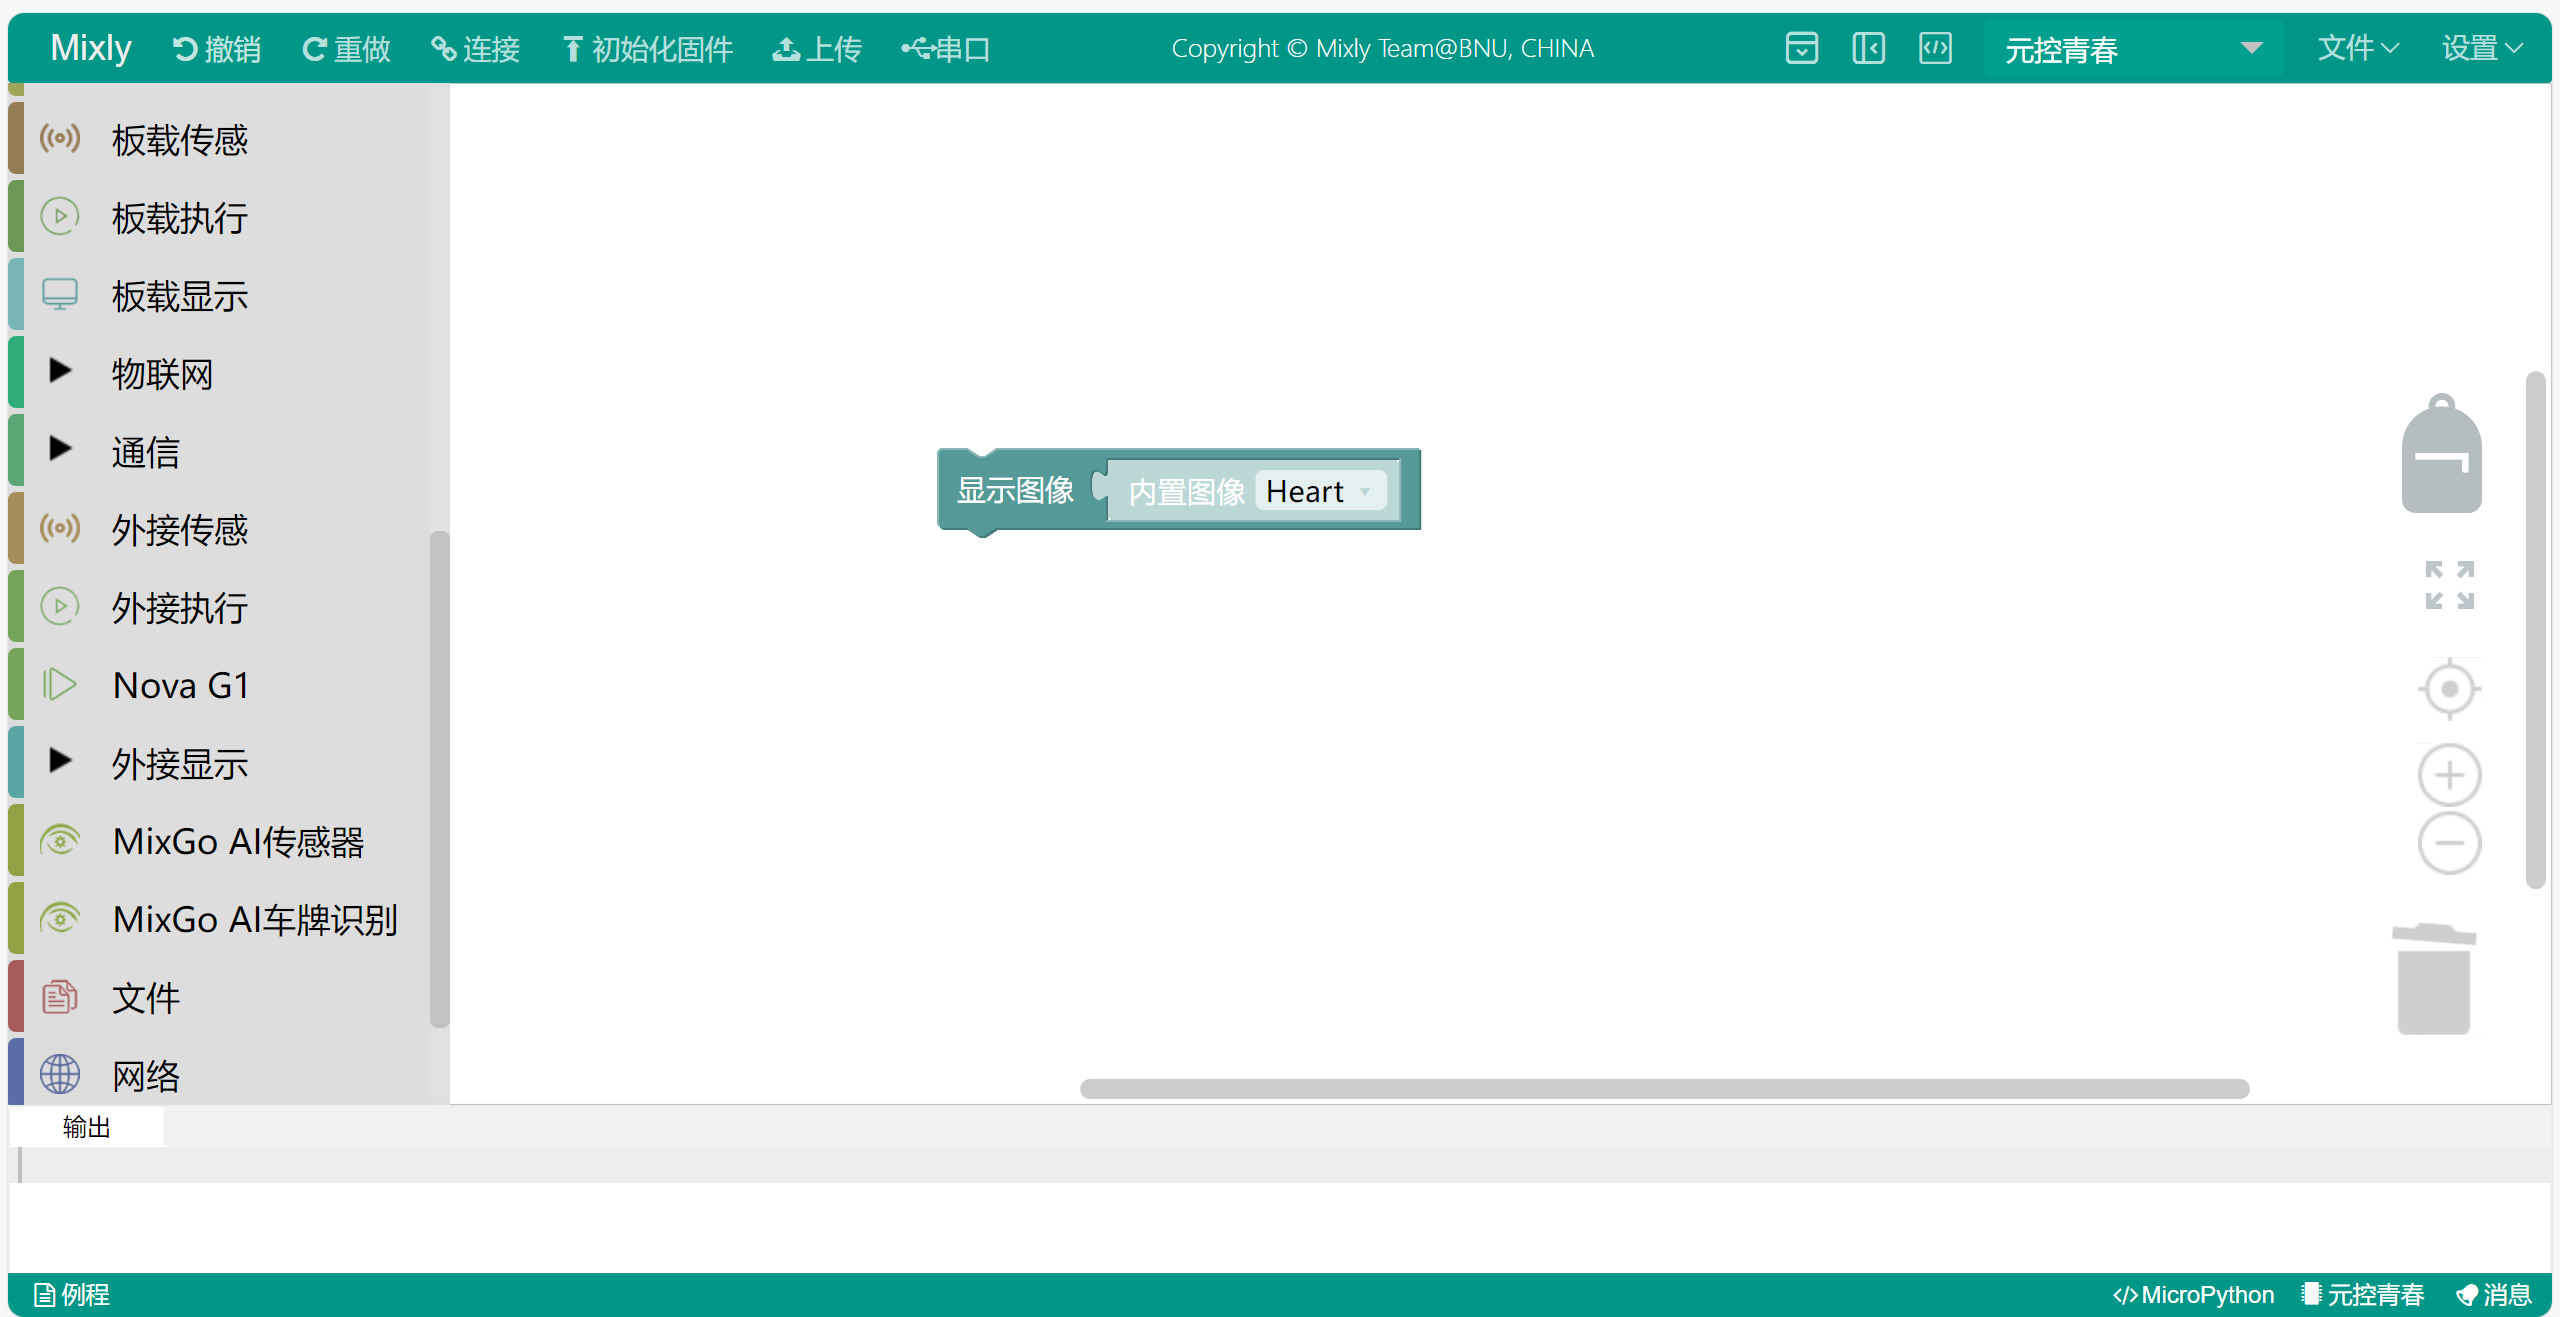 Mixly 撤销 重做 连接 初始化固件 上传 串口 Copyright © Mixly Team@BNU, CHINA 元控青春 文件 设置
板载传感
板载执行
板载显示
物联网
通信
外接传感
外接执行
Nova G1
外接显示
MixGo AI传感器
MixGo AI车牌识别
文件
网络
显示图像 内置图像 Heart
输出
例程 MicroPython 元控青春 消息